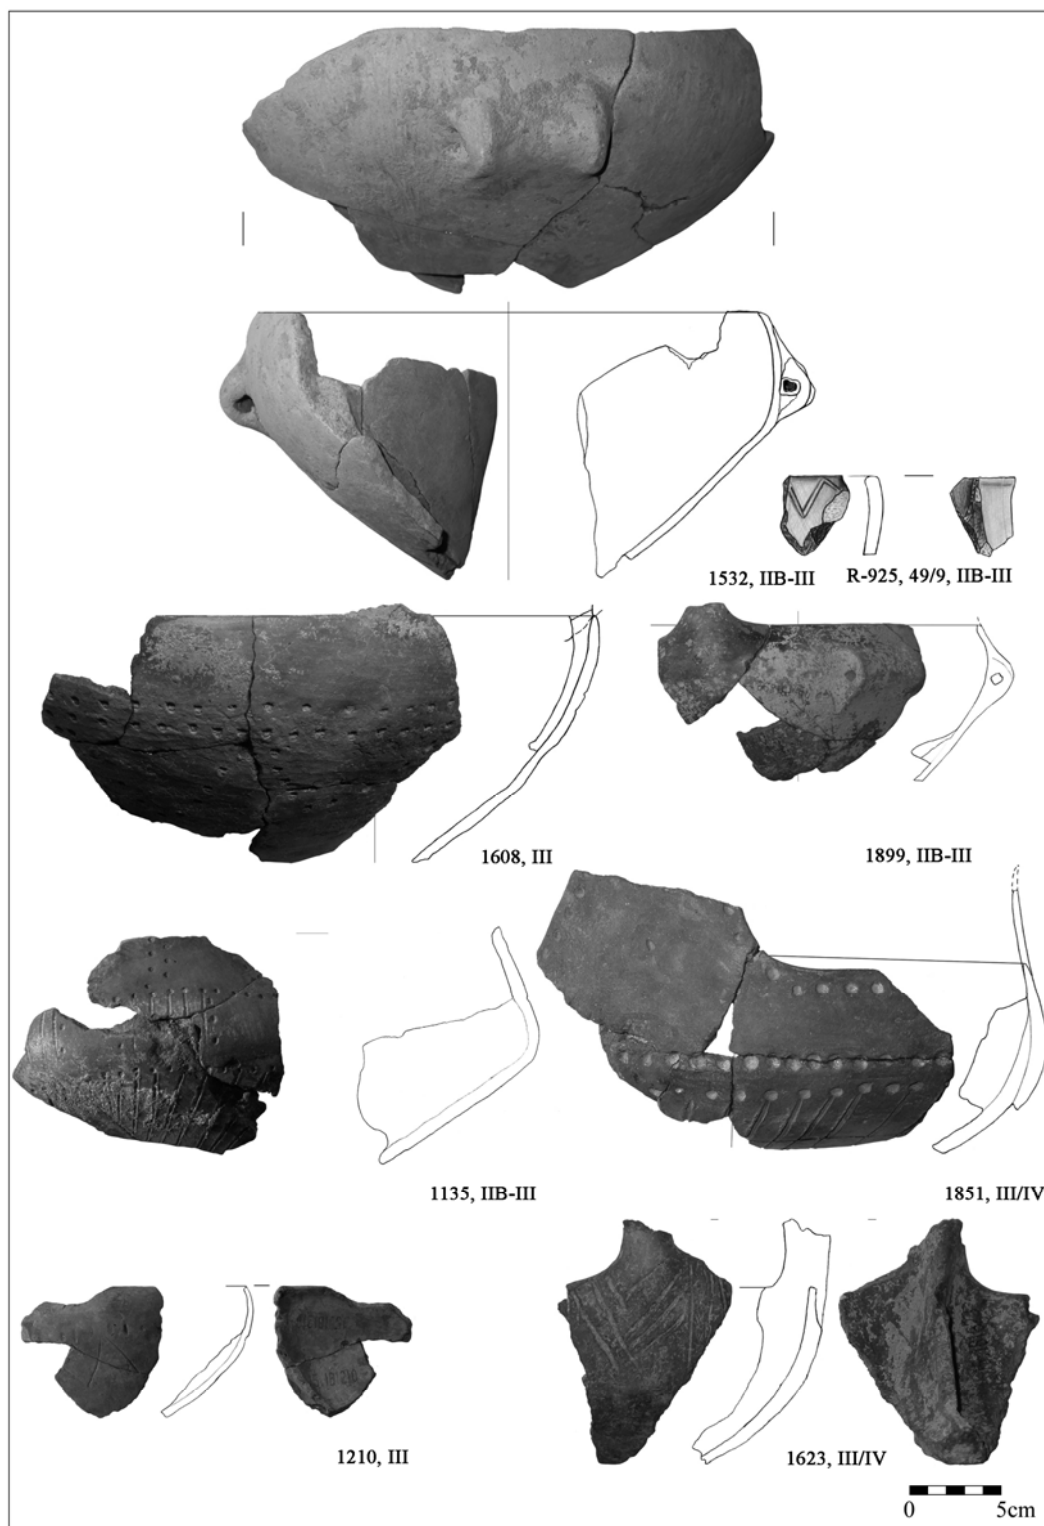 1532, IIB-III
R-925, 49/9, IIB-III
1608, III
1899, IIB-III
1135, IIB-III
1851, III/IV
1210, III
1623, III/IV
0 5cm